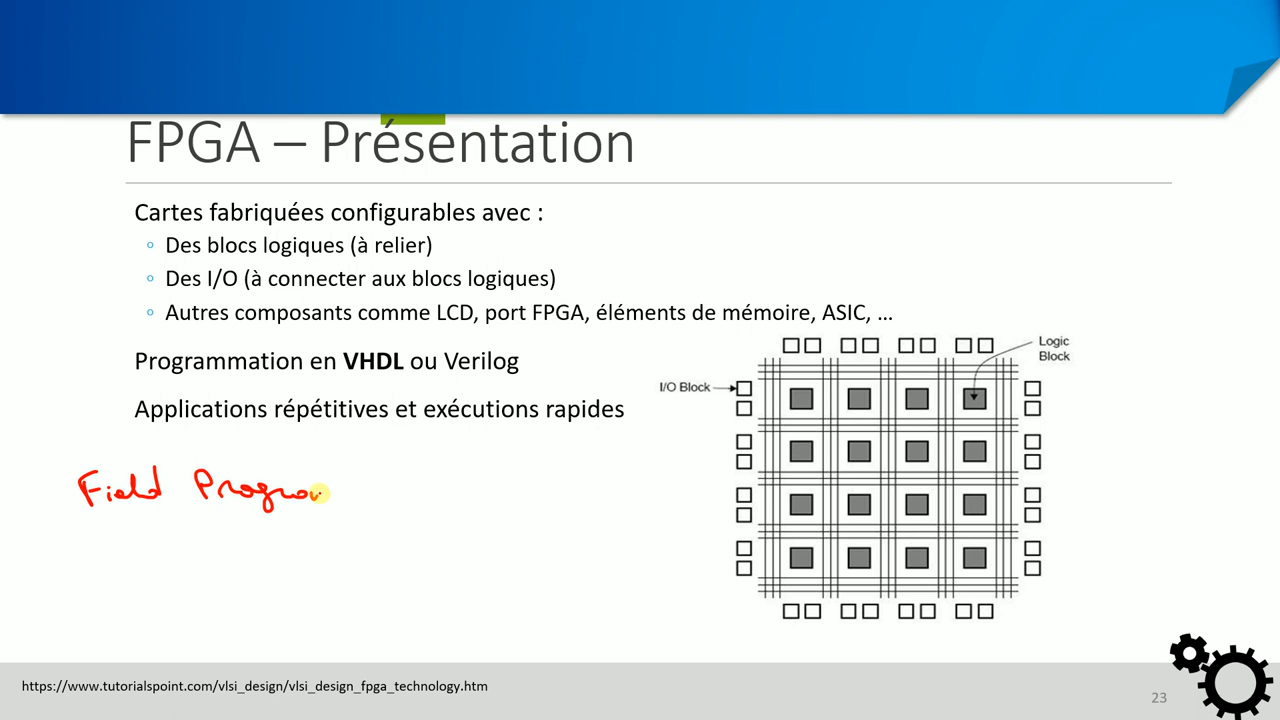 FPGA – Présentation
Cartes fabriquées configurables avec :
◦ Des blocs logiques (à relier)
◦ Des I/O (à connecter aux blocs logiques)
◦ Autres composants comme LCD, port FPGA, éléments de mémoire, ASIC, …
Programmation en VHDL ou Verilog
Applications répétitives et exécutions rapides
Logic
Block
I/O Block
Field Progra
https://www.tutorialspoint.com/vlsi_design/vlsi_design_fpga_technology.htm
23